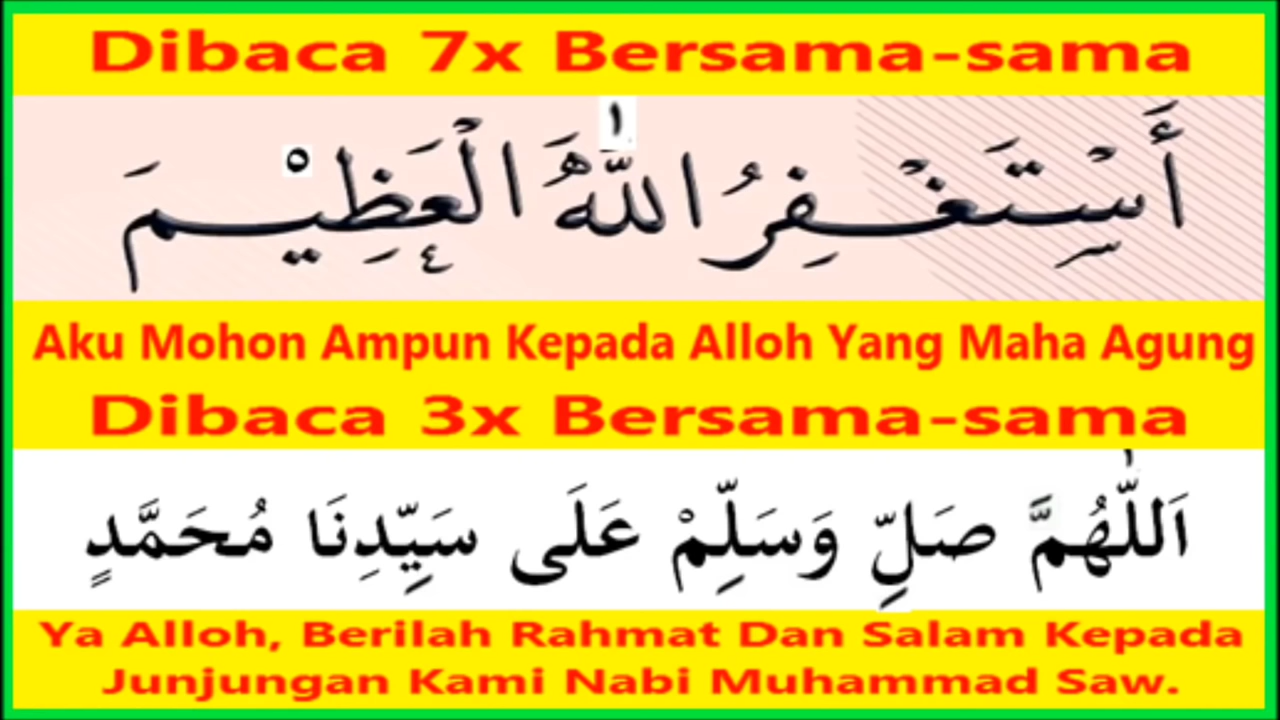 Dibaca 7x Bersama-sama
أَسْتَغْفِرُ اللّٰهَ الْعَظِيْمَ
Aku Mohon Ampun Kepada Alloh Yang Maha Agung
Dibaca 3x Bersama-sama
اَللّٰهُمَّ صَلِّ وَسَلِّمْ عَلَى سَيِّدِنَا مُحَمَّدٍ
Ya Alloh, Berilah Rahmat Dan Salam Kepada
Junjungan Kami Nabi Muhammad Saw.